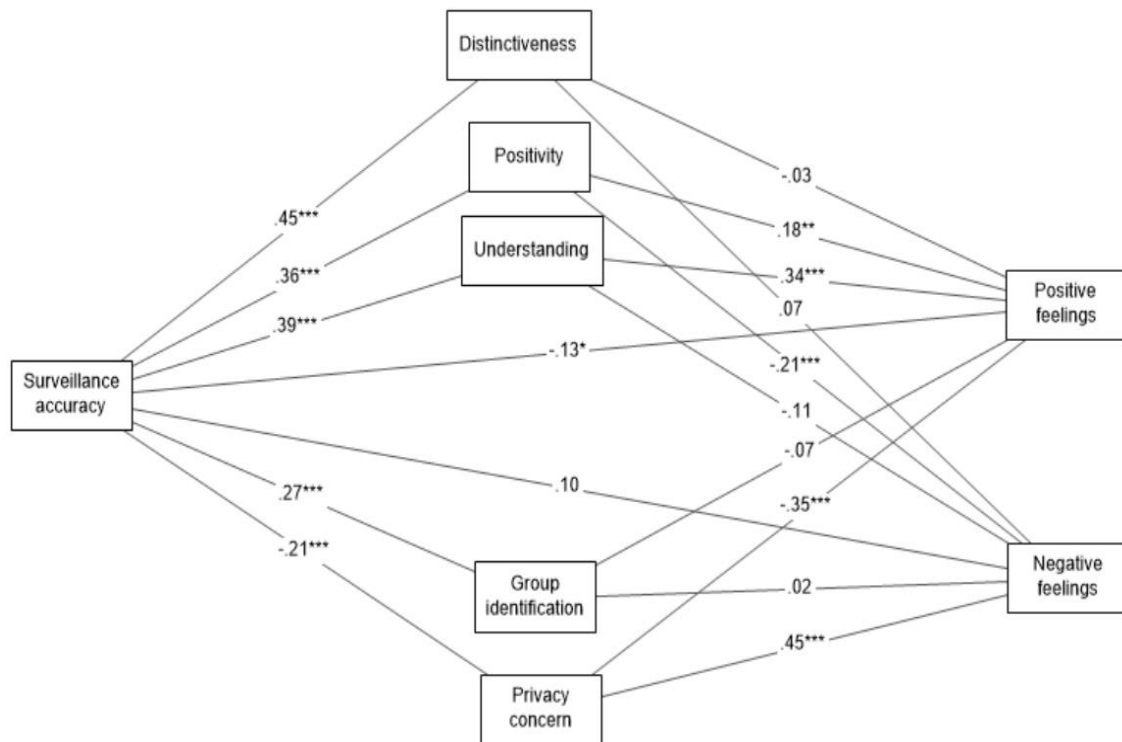 Distinctiveness
Positivity
-.03
.45***
.18**
Understanding
.36***
.34***
Positive
feelings
.07
.39***
-.13*
-.21***
Surveillance
accuracy
-.11
-.07
.10
.27***
-.35***
-.21***
Negative
feelings
Group
identification
.02
.45***
Privacy
concern